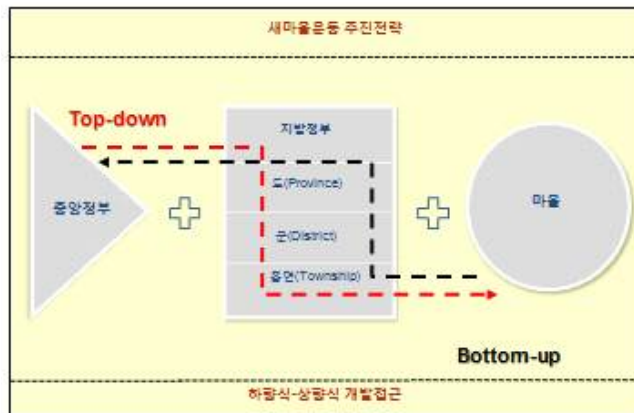 새마을운동 추진전략
Top-down
지방정부
도(Province)
중앙정부
마을
군(District)
읍면(Township)
Bottom-up
하향식-상향식 개발접근